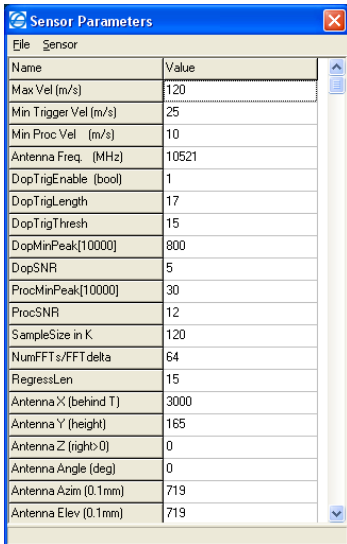 Sensor Parameters
File Sensor
Name Value
Max Vel (m/s) 120
Min Trigger Vel (m/s) 25
Min Proc Vel (m/s) 10
Antenna Freq. (MHz) 10521
DopTrigEnable (bool) 1
DopTrigLength 17
DopTrigThresh 15
DopMinPeak[10000] 800
DopSNR 5
ProcMinPeak[10000] 30
ProcSNR 12
SampleSize in K 120
NumFFTs/FFTdelta 64
RegressLen 15
Antenna X (behind T) 3000
Antenna Y (height) 165
Antenna Z (right>0) 0
Antenna Angle (deg) 0
Antenna Azim (0.1mm) 719
Antenna Elev (0.1mm) 719